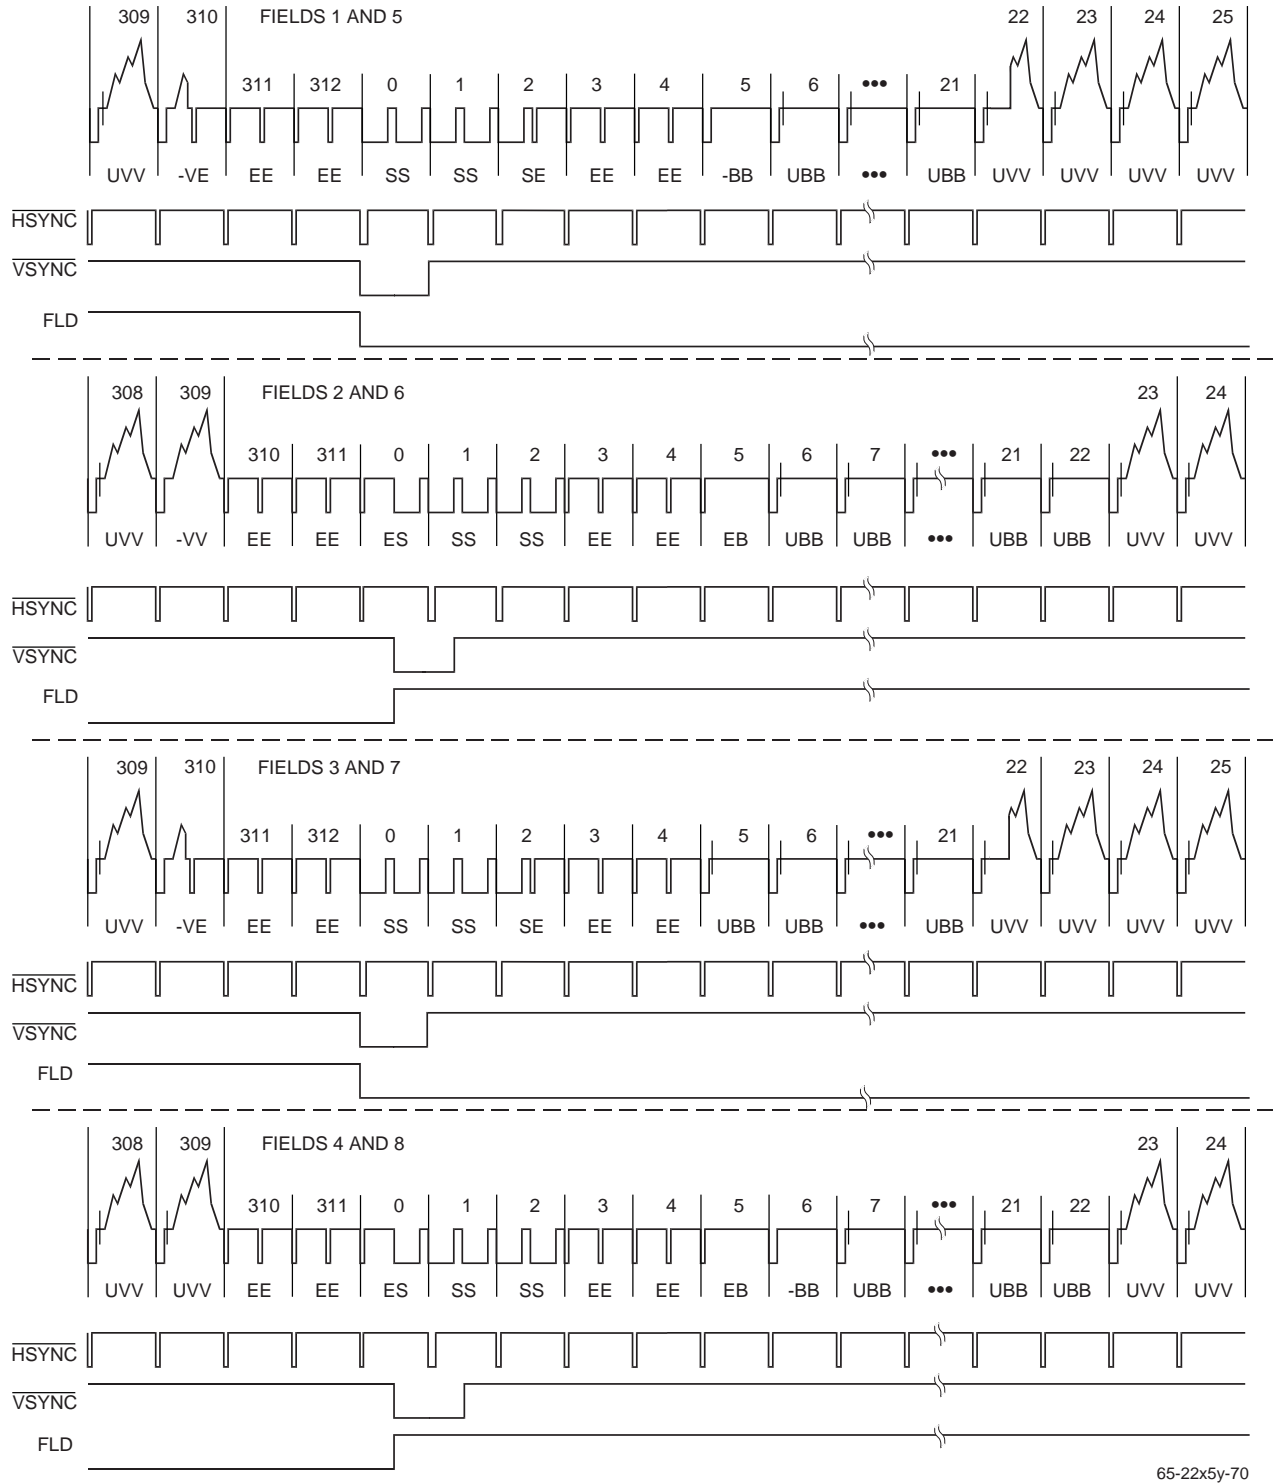 309 310 FIELDS 1 AND 5 22 23 24 25
311 312 0 1 2 3 4 5 6 ••• 21
UVV -VE EE EE SS SS SE EE EE -BB UBB ••• UBB UVV UVV UVV UVV
HSYNC
VSYNC
FLD
308 309 FIELDS 2 AND 6 23 24
310 311 0 1 2 3 4 5 6 7 ••• 21 22
UVV -VV EE EE ES SS SS EE EE EB UBB UBB ••• UBB UBB UVV UVV
HSYNC
VSYNC
FLD
309 310 FIELDS 3 AND 7 22 23 24 25
311 312 0 1 2 3 4 5 6 ••• 21
UVV -VE EE EE SS SS SE EE EE UBB UBB ••• UBB UVV UVV UVV UVV
HSYNC
VSYNC
FLD
308 309 FIELDS 4 AND 8 23 24
310 311 0 1 2 3 4 5 6 7 ••• 21 22
UVV UVV EE EE ES SS SS EE EE EB -BB UBB ••• UBB UBB UVV UVV
HSYNC
VSYNC
FLD
65-22x5y-70